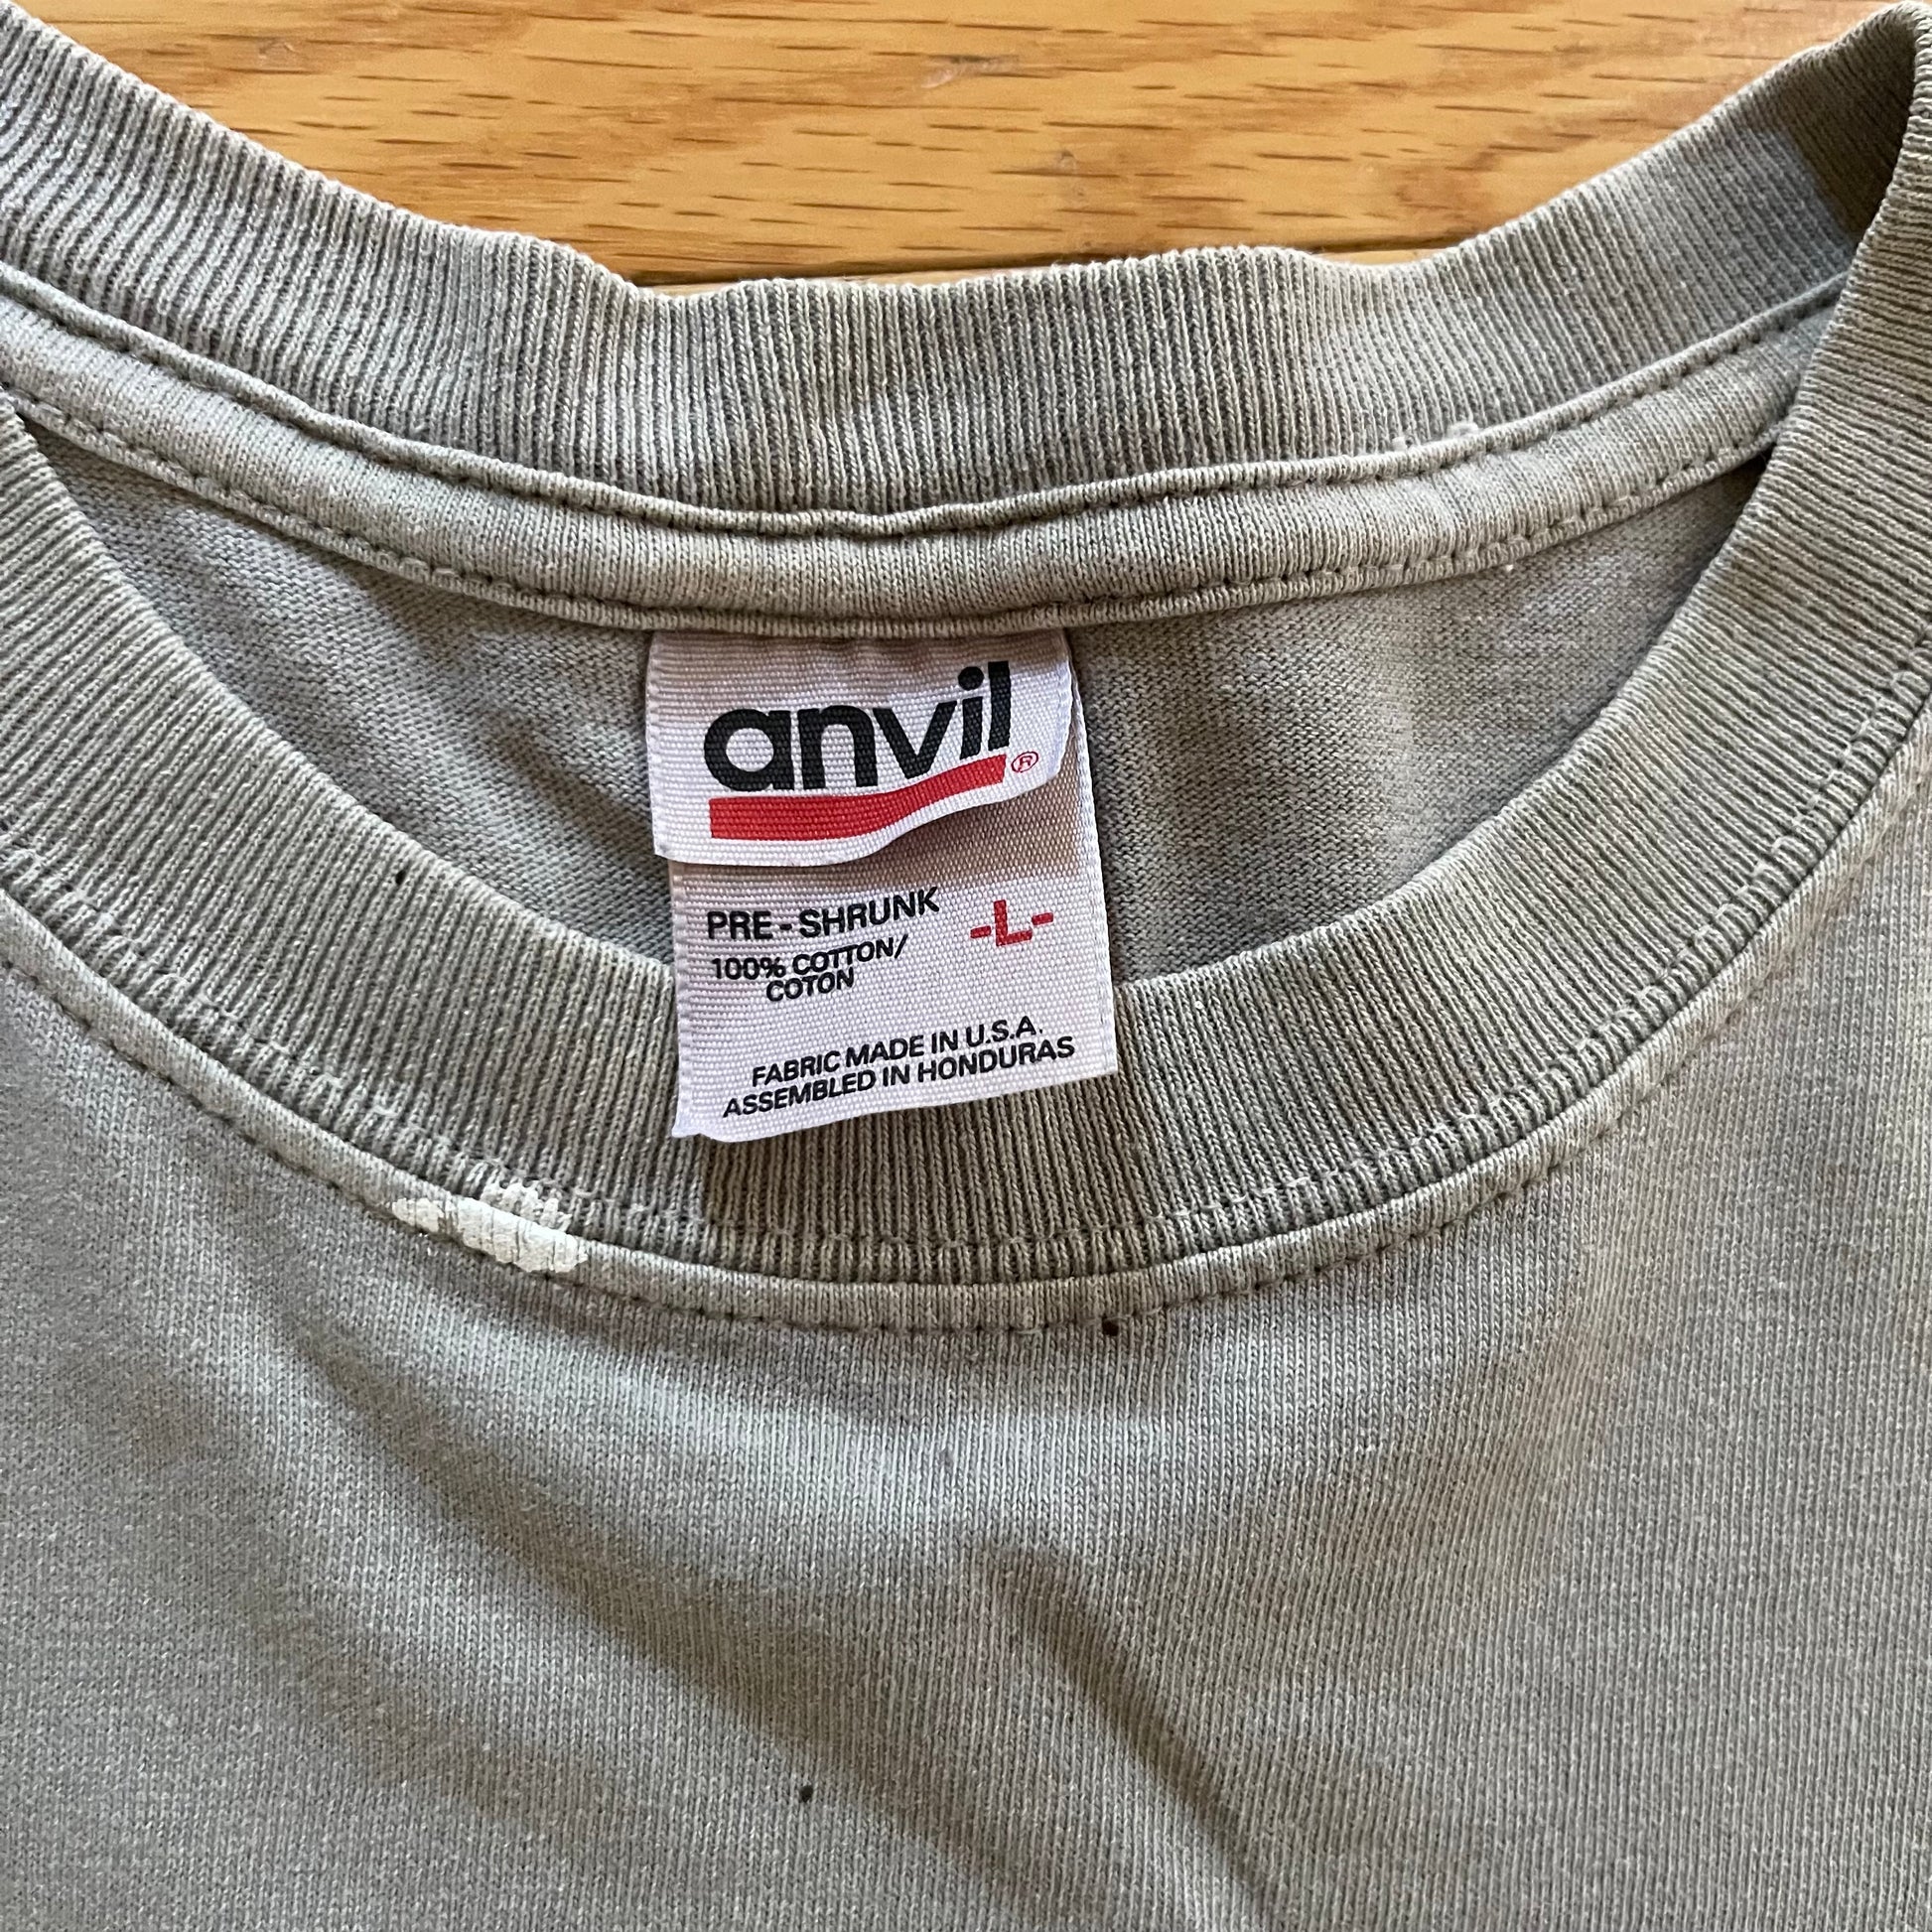 anvil®
PRE-SHRUNK
-L-
100% COTTON/
COTON
FABRIC MADE IN U.S.A.
ASSEMBLED IN HONDURAS